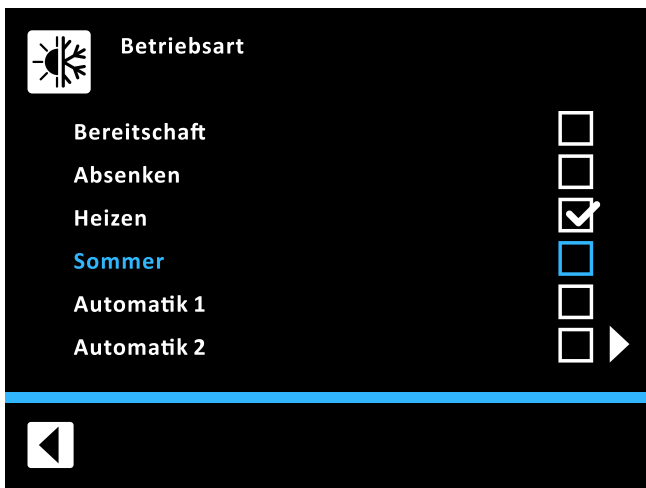 Betriebsart
Bereitschaft
Absenken
Heizen
Sommer
Automatik 1
Automatik 2